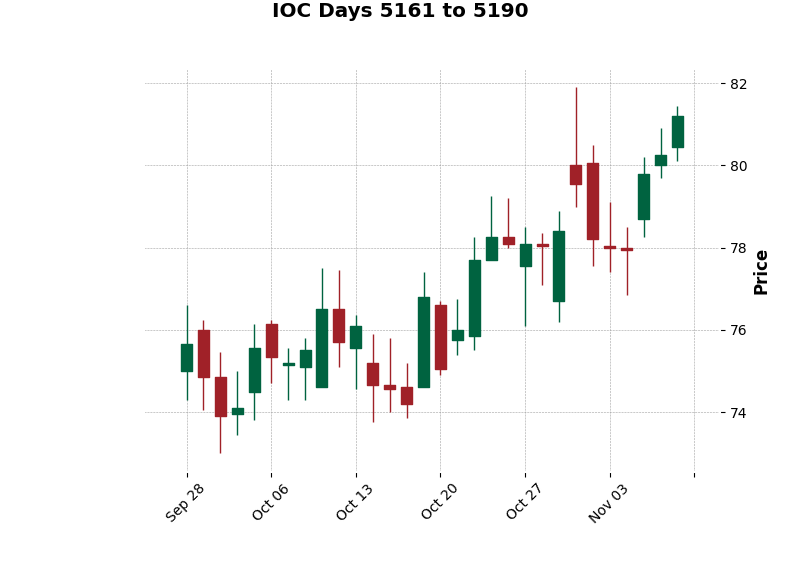 IOC Days 5161 to 5190
82
80
78
76
74
Price
Sep 28
Oct 06
Oct 13
Oct 20
Oct 27
Nov 03